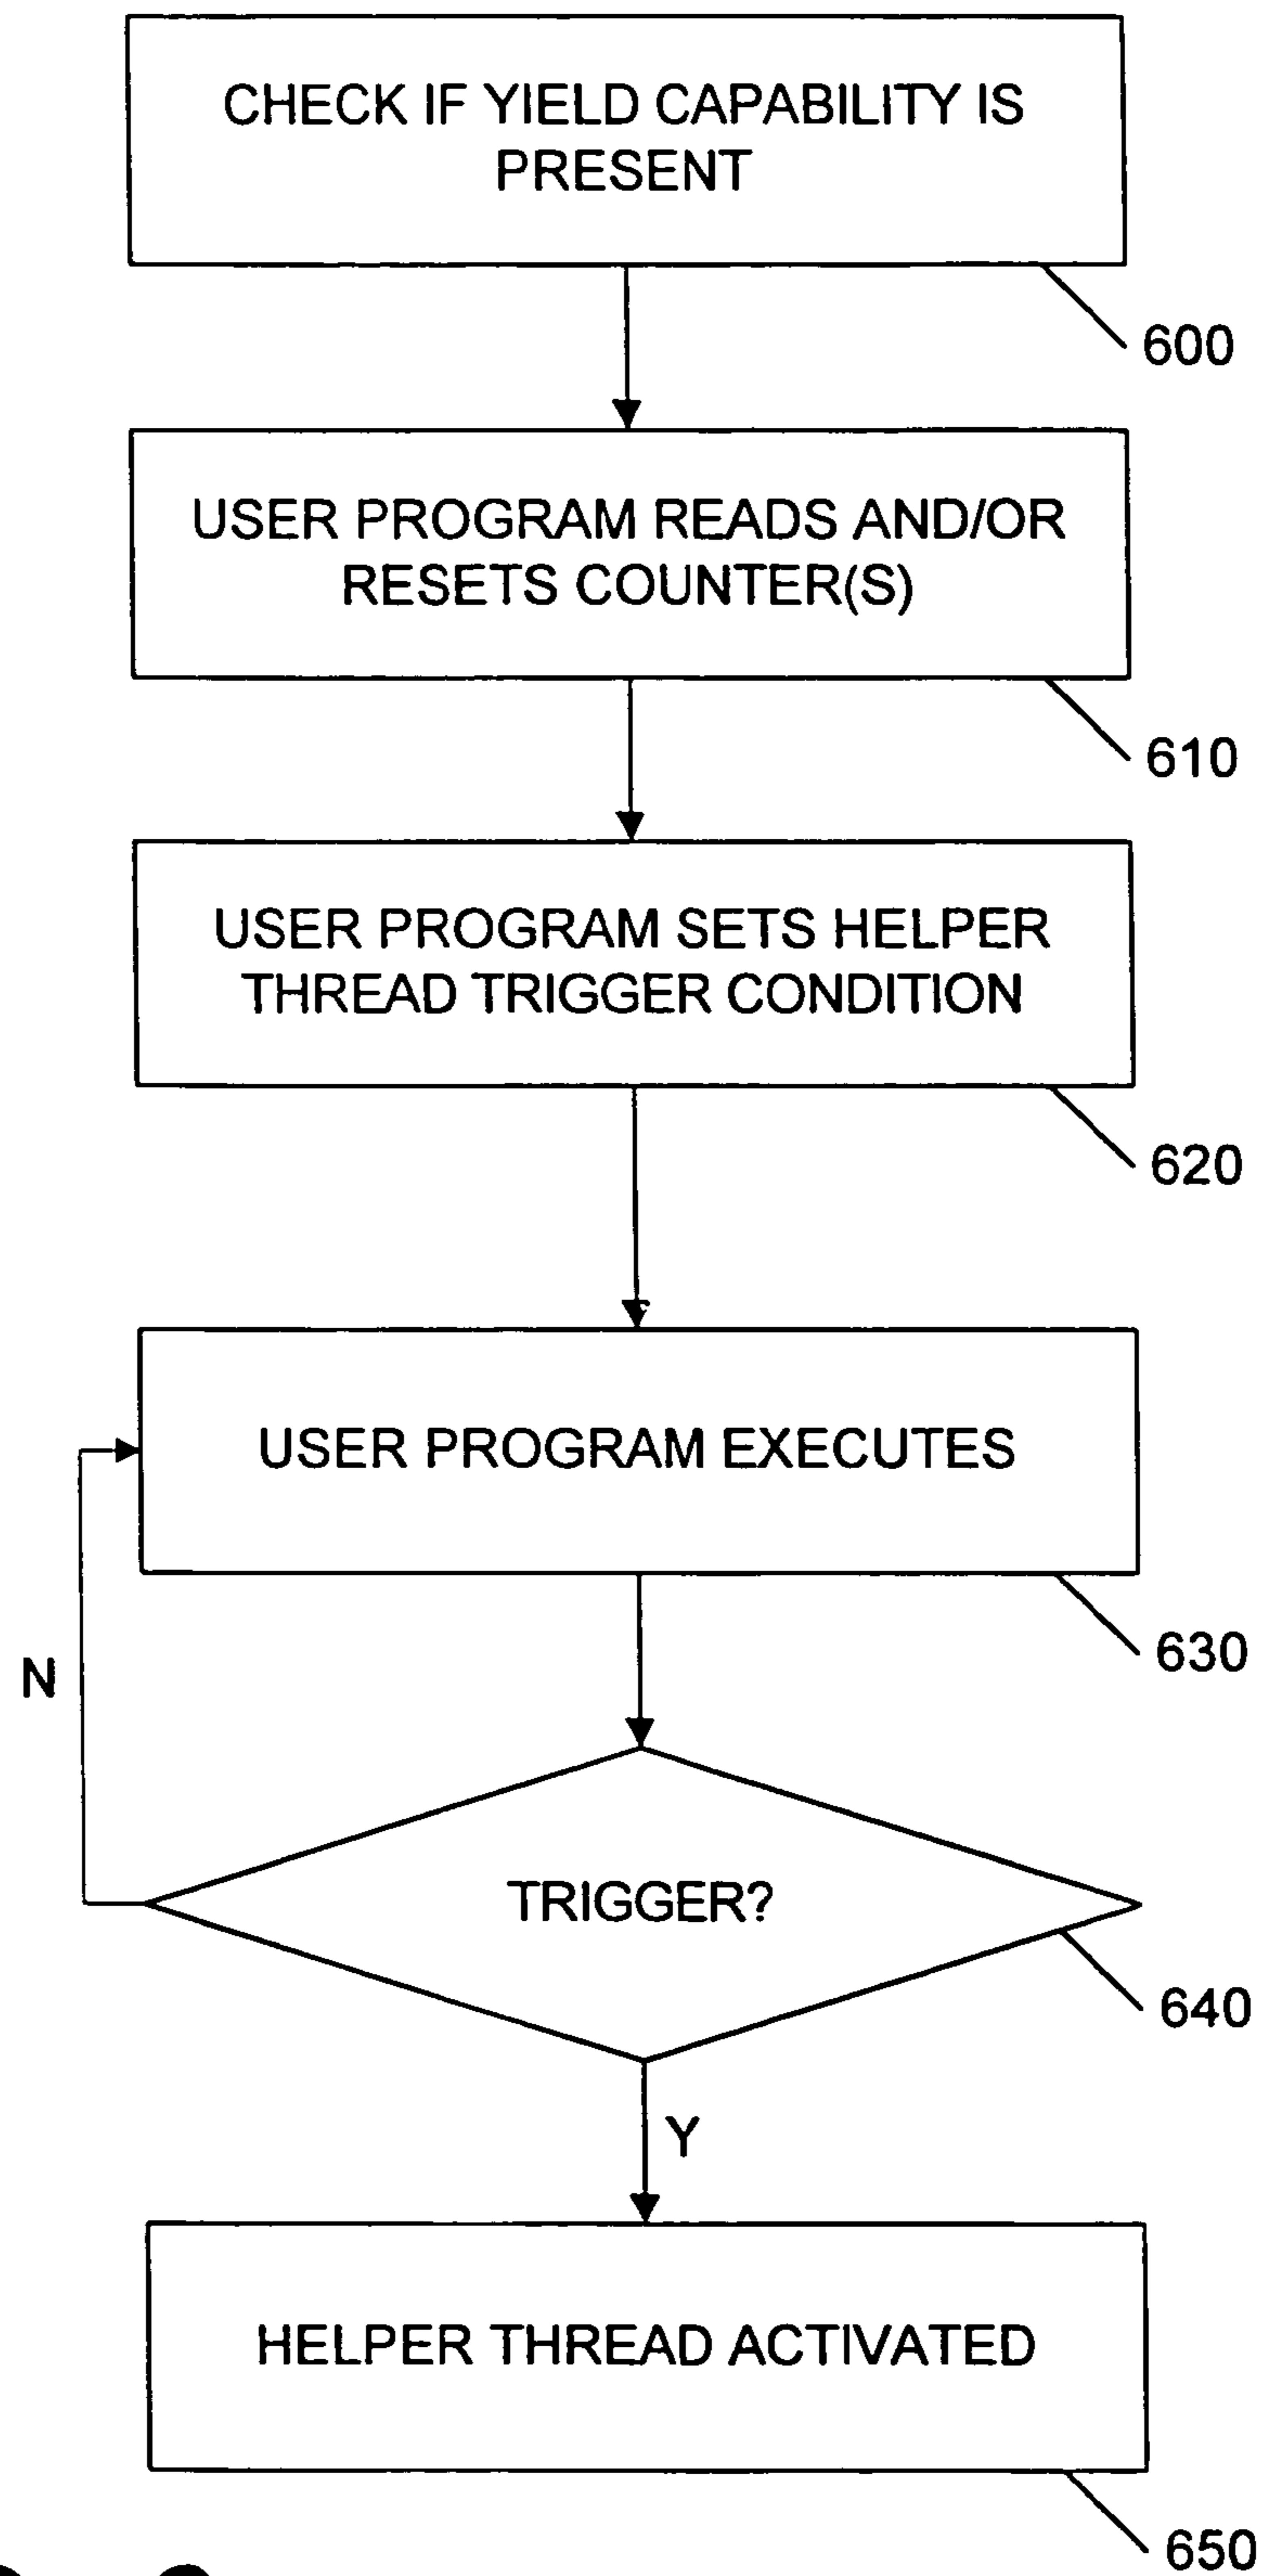 CHECK IF YIELD CAPABILITY IS
PRESENT
600
USER PROGRAM READS AND/OR
RESETS COUNTER(S)
610
USER PROGRAM SETS HELPER
THREAD TRIGGER CONDITION
620
USER PROGRAM EXECUTES
630
N
TRIGGER?
640
Y
HELPER THREAD ACTIVATED
650